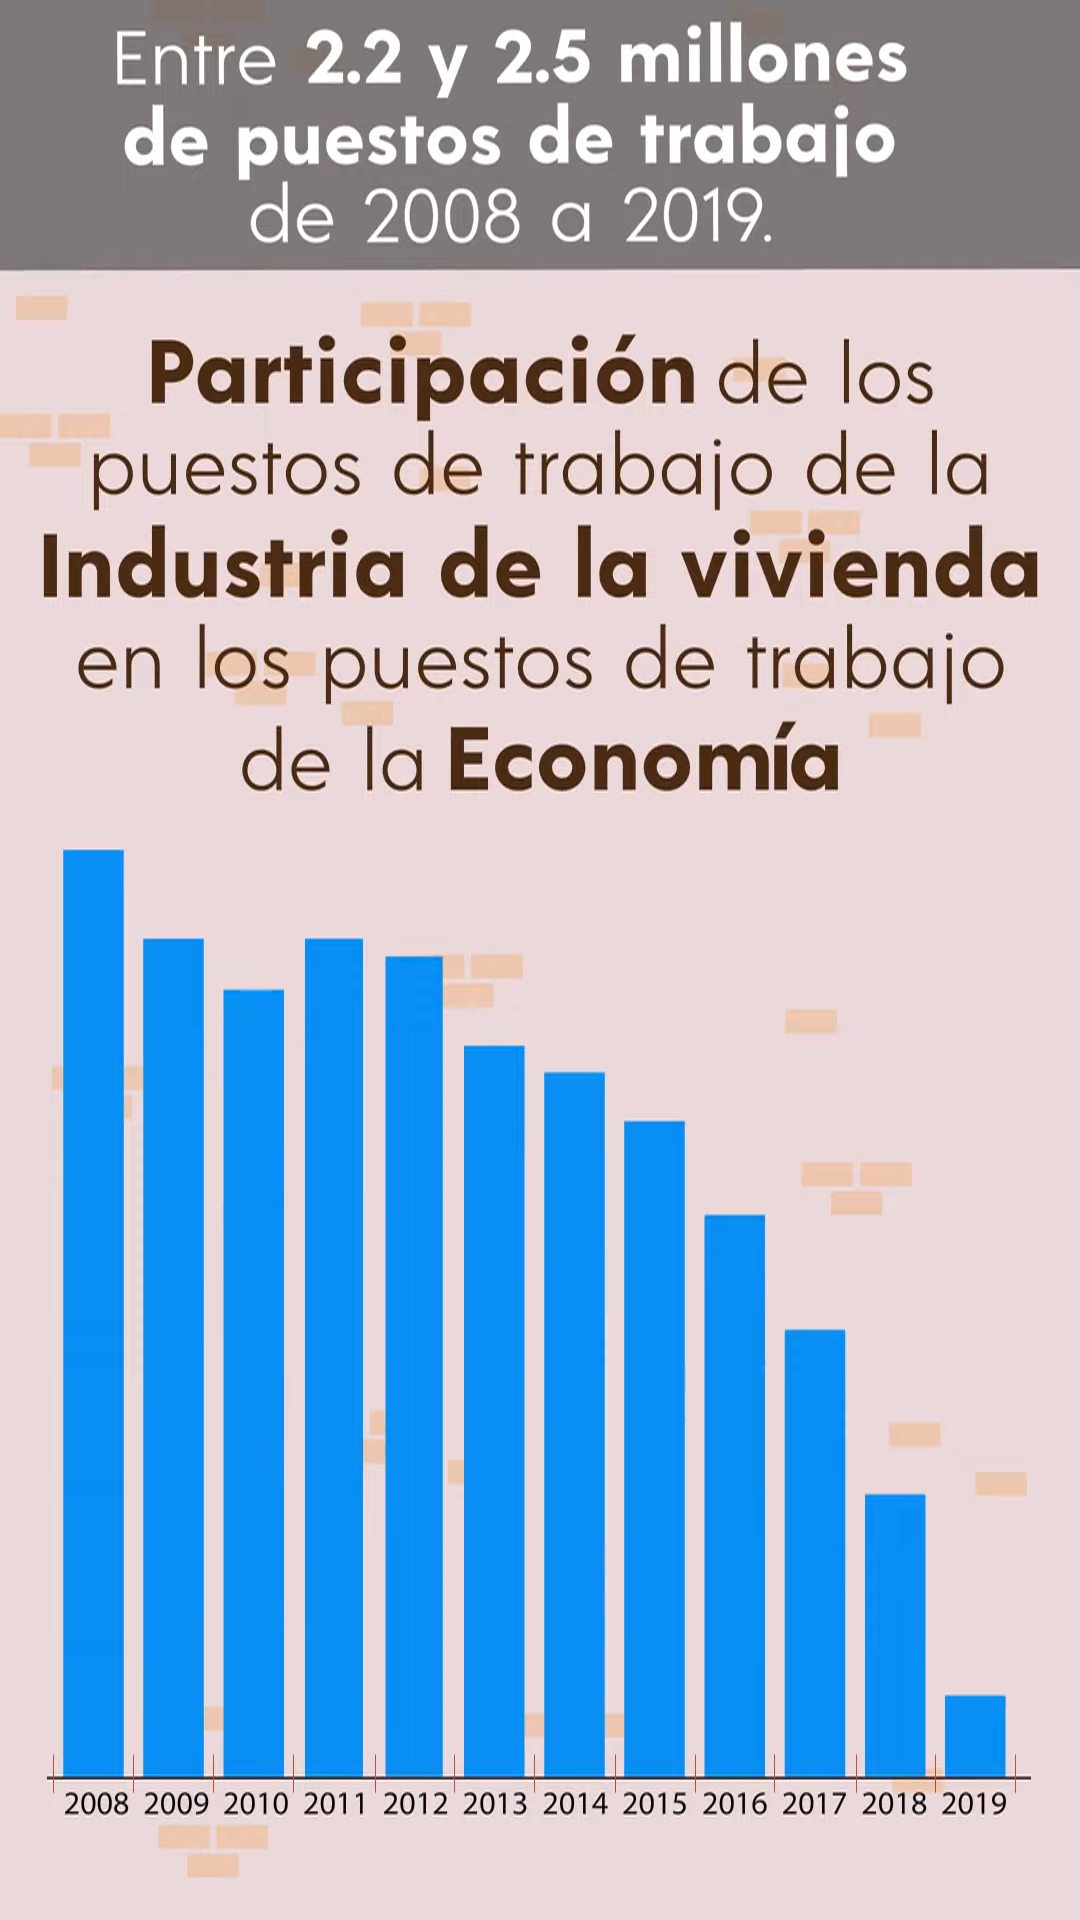 Entre 2.2 y 2.5 millones
de puestos de trabajo
de 2008 a 2019.
Participación de los
puestos de trabajo de la
Industria de la vivienda
en los puestos de trabajo
de la Economía
2008 2009 2010 2011 2012 2013 2014 2015 2016 2017 2018 2019